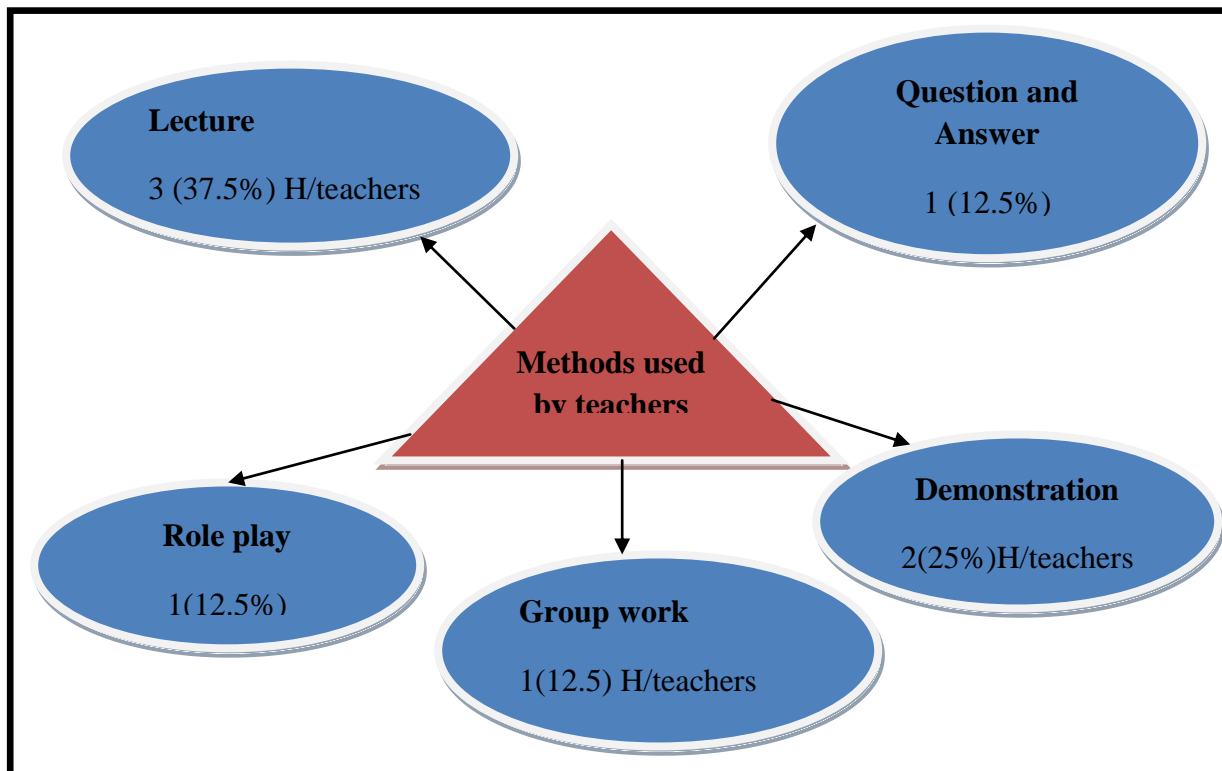 Lecture
3 (37.5%) H/teachers
Question and
Answer
1 (12.5%)
Methods used
by teachers
Demonstration
2(25%)H/teachers
Role play
1(12.5%)
Group work
1(12.5) H/teachers